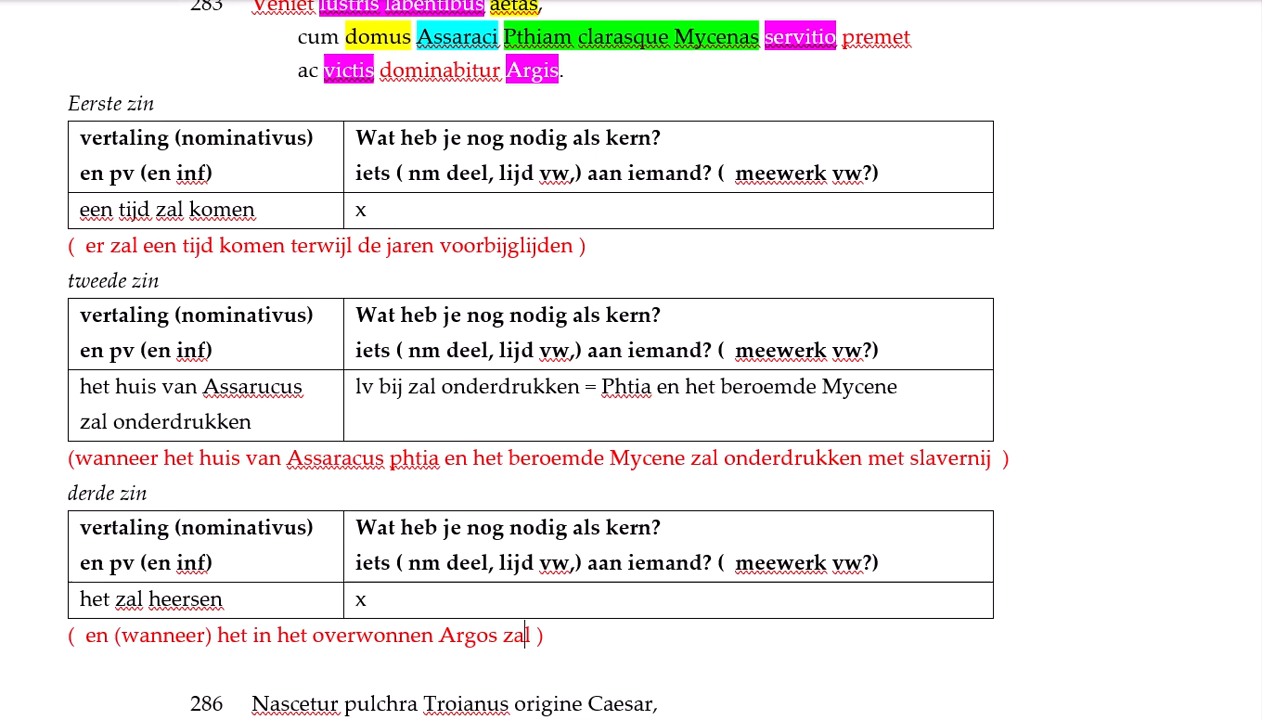 283 Veniet lustris labentibus aetas,
cum domus Assaraci Pthiam clarasque Mycenas servitio premet
ac victis dominabitur Argis.
Eerste zin
vertaling (nominativus) Wat heb je nog nodig als kern?
en pv (en inf) iets ( nm deel, lijd vw,) aan iemand? ( meewerk vw?)
een tijd zal komen x
( er zal een tijd komen terwijl de jaren voorbijglijden )
tweede zin
vertaling (nominativus) Wat heb je nog nodig als kern?
en pv (en inf) iets ( nm deel, lijd vw,) aan iemand? ( meewerk vw?)
het huis van Assarucus lv bij zal onderdrukken = Phtia en het beroemde Mycene
zal onderdrukken
(wanneer het huis van Assaracus phtia en het beroemde Mycene zal onderdrukken met slavernij )
derde zin
vertaling (nominativus) Wat heb je nog nodig als kern?
en pv (en inf) iets ( nm deel, lijd vw,) aan iemand? ( meewerk vw?)
het zal heersen x
( en (wanneer) het in het overwonnen Argos zal )
286 Nascetur pulchra Troianus origine Caesar,